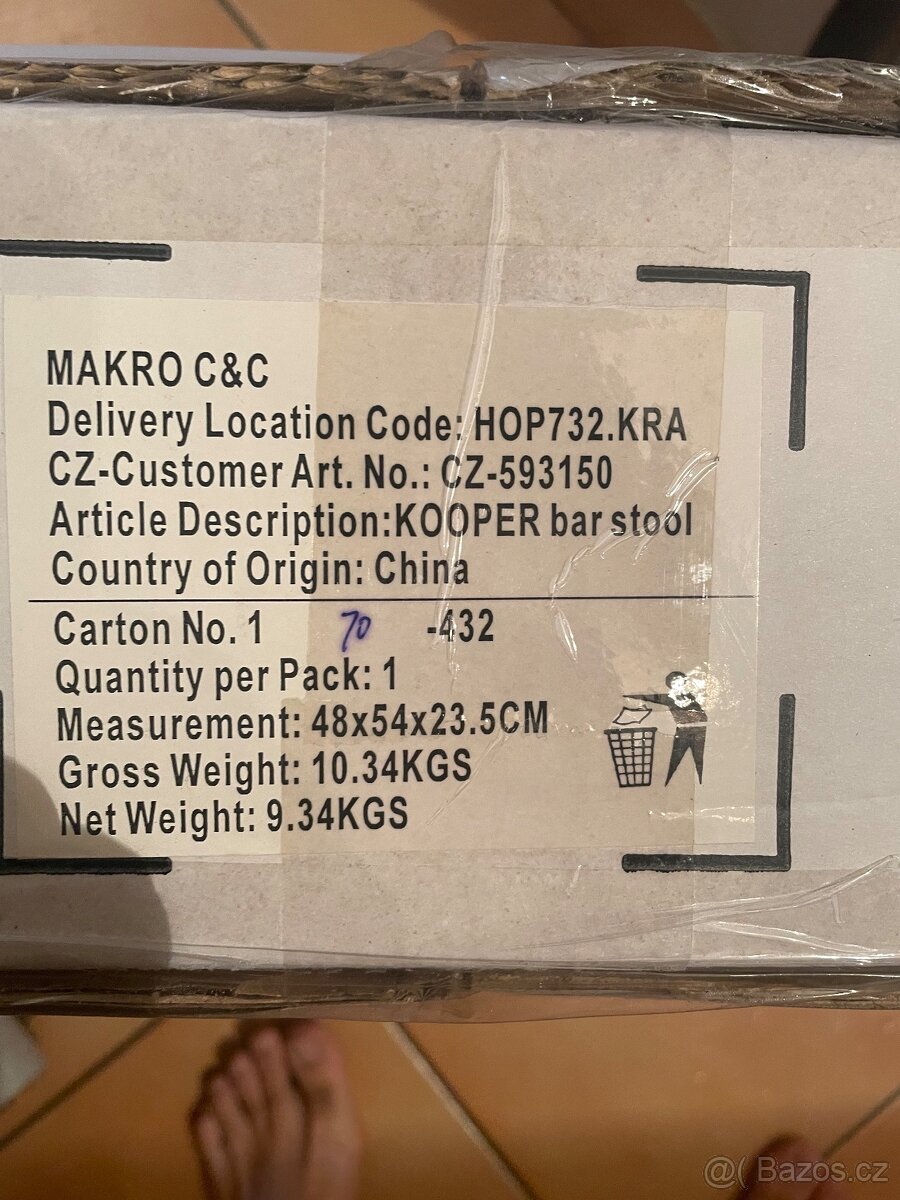 MAKRO C&C
Delivery Location Code: HOP732.KRA
CZ-Customer Art. No.: CZ-593150
Article Description:KOOPER bar stool
Country of Origin: China
Carton No. 1 70 -432
Quantity per Pack: 1
Measurement: 48x54x23.5CM
Gross Weight: 10.34KGS
Net Weight: 9.34KGS
@( Bazos.cz